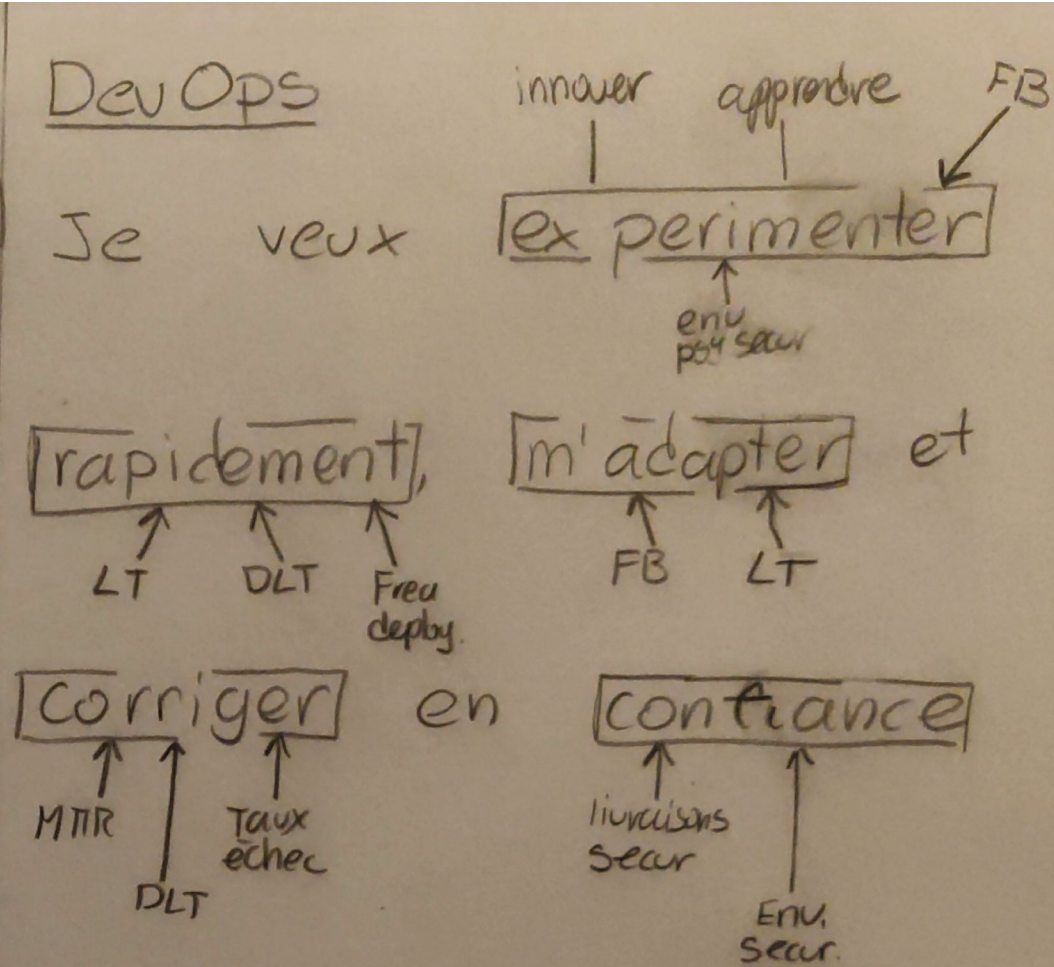 DevOps
innover apprendre FB
Je veux experimenter
env
psy secur
rapidement, m'adapter et
LT DLT Freq FB LT
deploy.
corriger en confiance
MTTR Taux livraisons
échec secur
DLT Env.
secur.